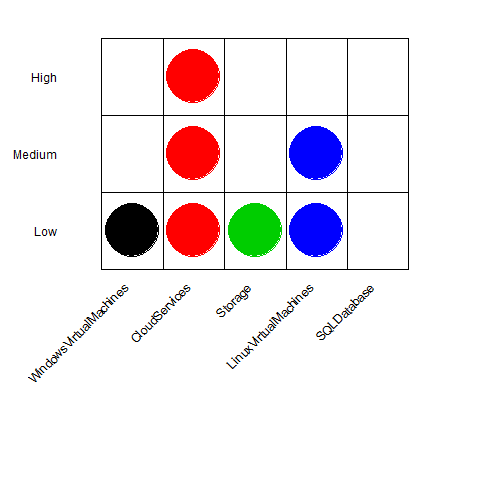 High
Medium
Low
WindowsVirtualMachines
CloudServices
Storage
LinuxVirtualMachines
SQLDatabase